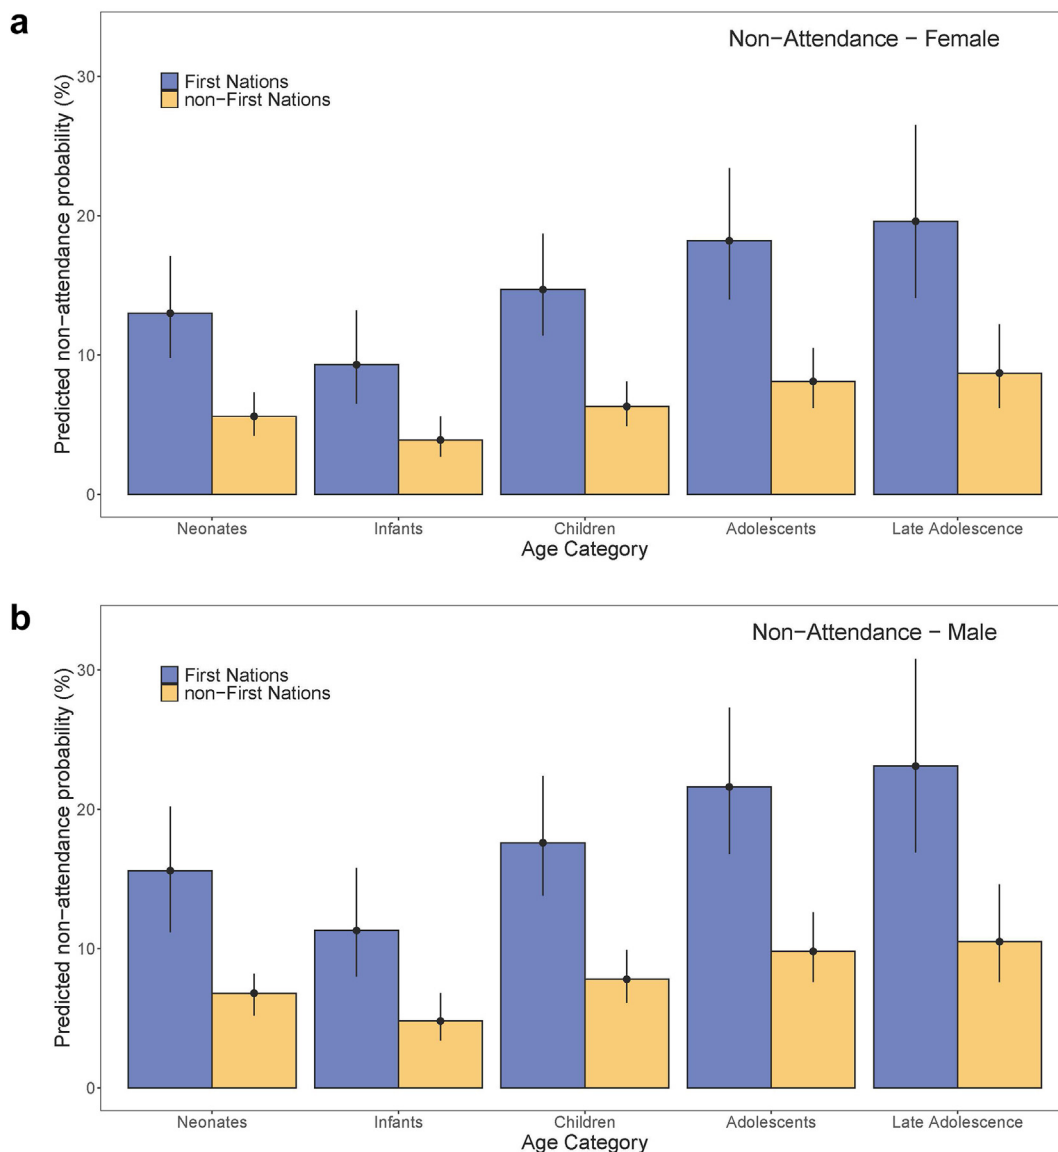 a
Non−Attendance − Female
First Nations
non−First Nations
Predicted non−attendance probability (%)
30
20
10
0
Neonates Infants Children Adolescents Late Adolescence
Age Category
b
Non−Attendance − Male
First Nations
non−First Nations
Predicted non−attendance probability (%)
30
20
10
0
Neonates Infants Children Adolescents Late Adolescence
Age Category